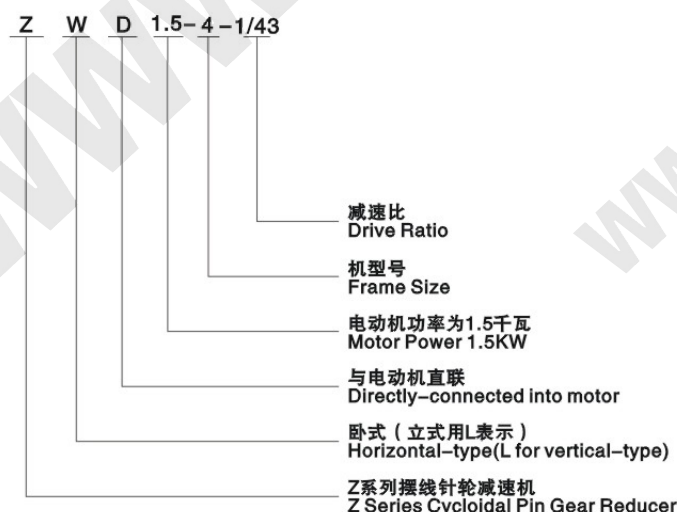 Z W D 1.5-4-1/43
减速比
Drive Ratio
机型号
Frame Size
电动机功率为1.5千瓦
Motor Power 1.5KW
与电动机直联
Directly-connected into motor
卧式（立式用L表示）
Horizontal-type(L for vertical-type)
Z系列摆线针轮减速机
Z Series Cycloidal Pin Gear Reducer